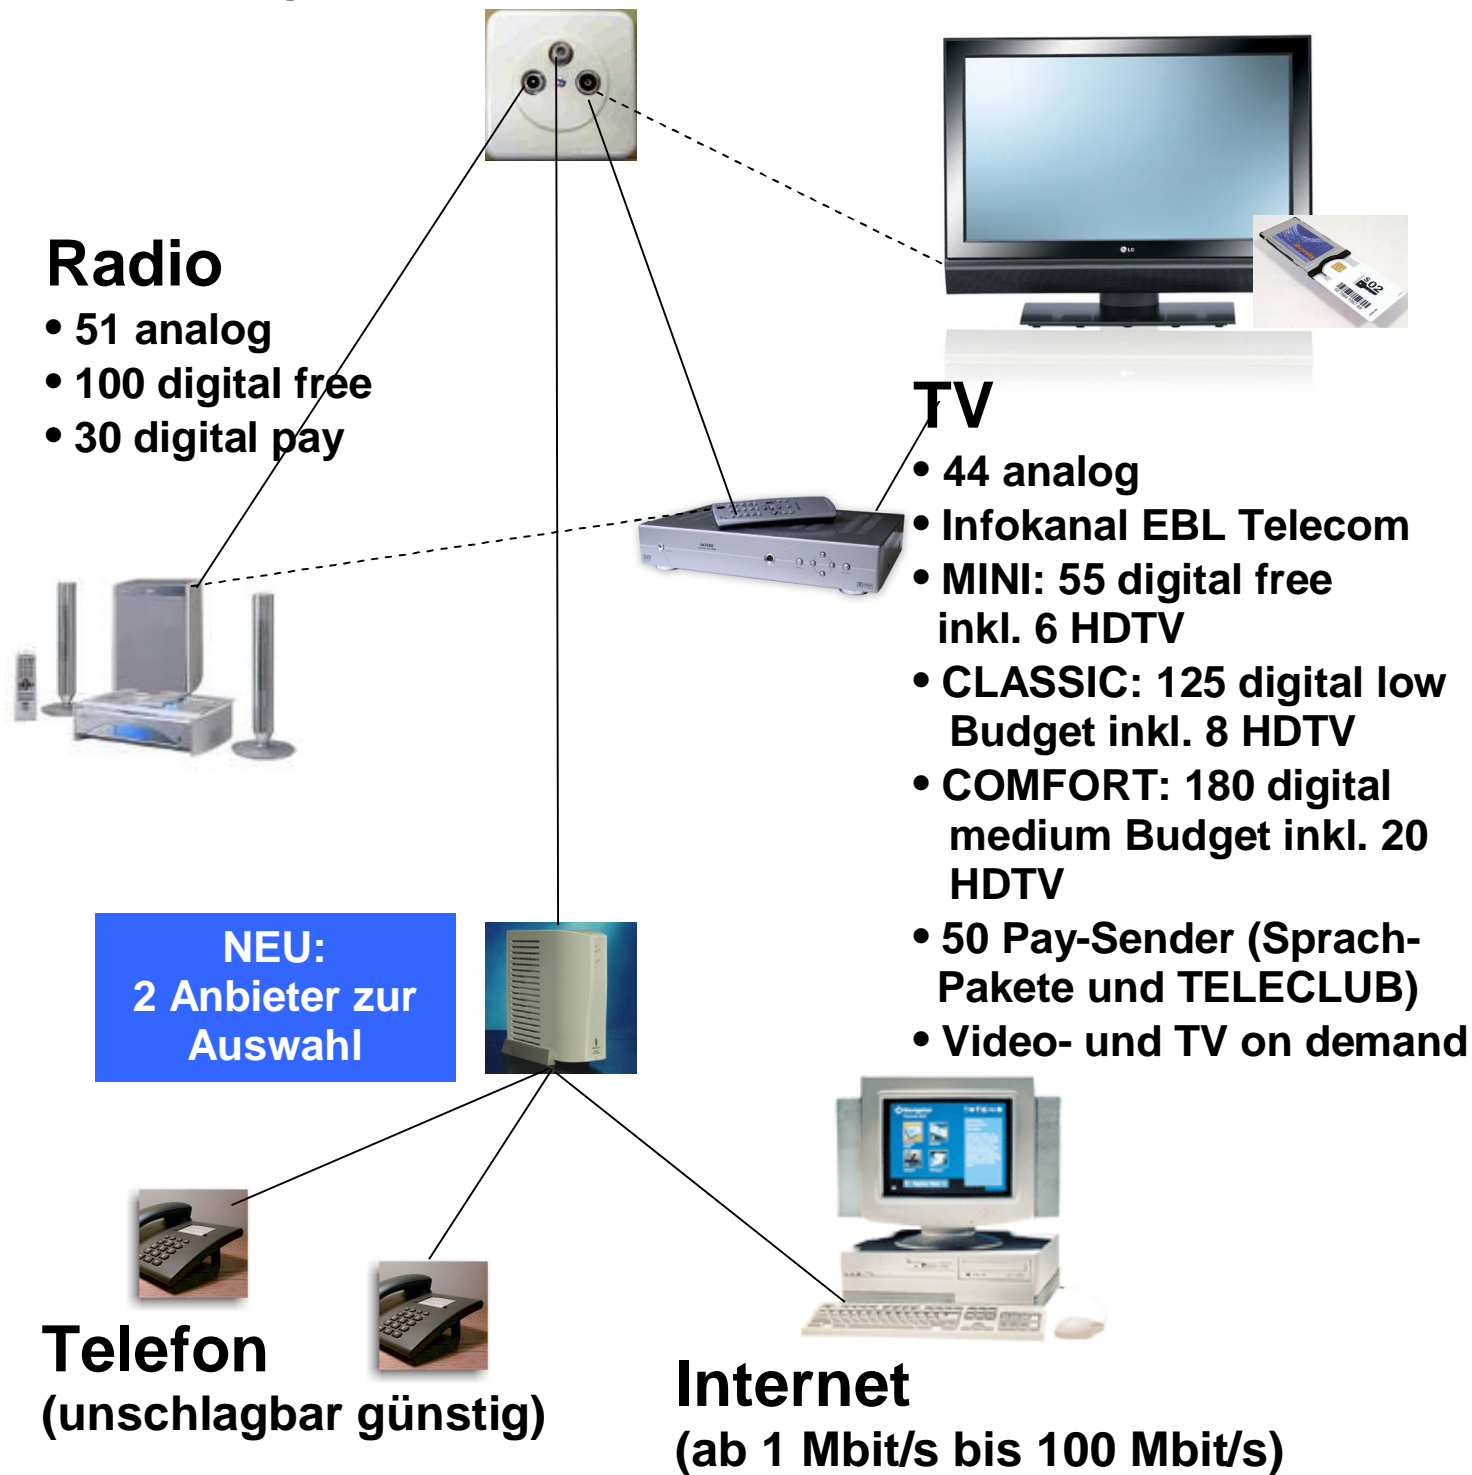 Radio
• 51 analog
• 100 digital free
• 30 digital pay
LG
s02
TV
• 44 analog
• Infokanal EBL Telecom
• MINI: 55 digital free
inkl. 6 HDTV
• CLASSIC: 125 digital low
Budget inkl. 8 HDTV
• COMFORT: 180 digital
medium Budget inkl. 20
HDTV
• 50 Pay-Sender (Sprach-
Pakete und TELECLUB)
• Video- und TV on demand
NEU:
2 Anbieter zur
Auswahl
Telefon
(unschlagbar günstig)
Internet
(ab 1 Mbit/s bis 100 Mbit/s)